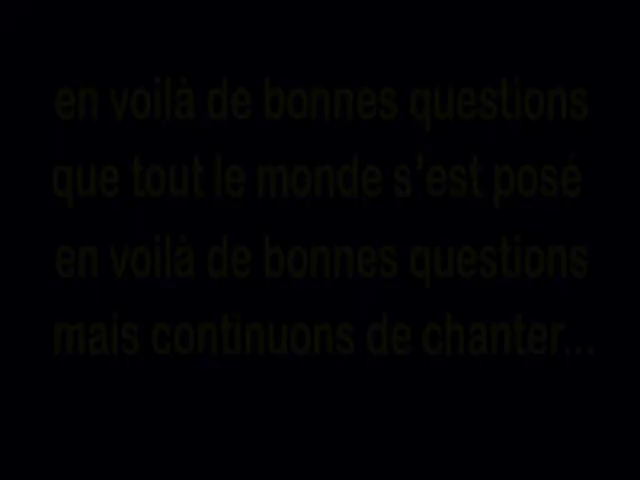 en voilà de bonnes questions
que tout le monde s'est posé
en voilà de bonnes questions
mais continuons de chanter...